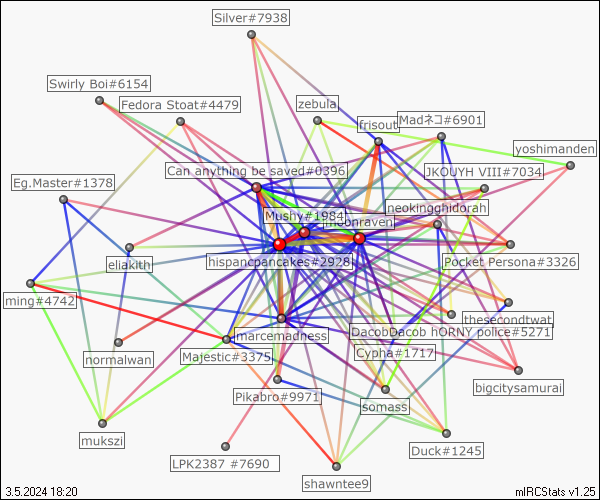 Silver#7938
Swirly Boi#6154
Fedora Stoat#4479
zebula
frisout
Madネコ#6901
yoshimanden
Can anything be saved#0396
JKOUYH VIII#7034
Eg.Master#1378
Mushy#1984
moonraven
neokingghidorah
eliakith
hispanicpancakes#2928
Pocket Persona#3326
ming#4742
thesecondtwat
marcemadness
DacobDacob hORNY police#5271
normalwan
Majestic#3375
Cypha#1717
bigcitysamurai
Pikabro#9971
somass
mukszi
Duck#1245
LPK2387 #7690
shawntee9
3.5.2024 18:20
mIRCStats v1.25